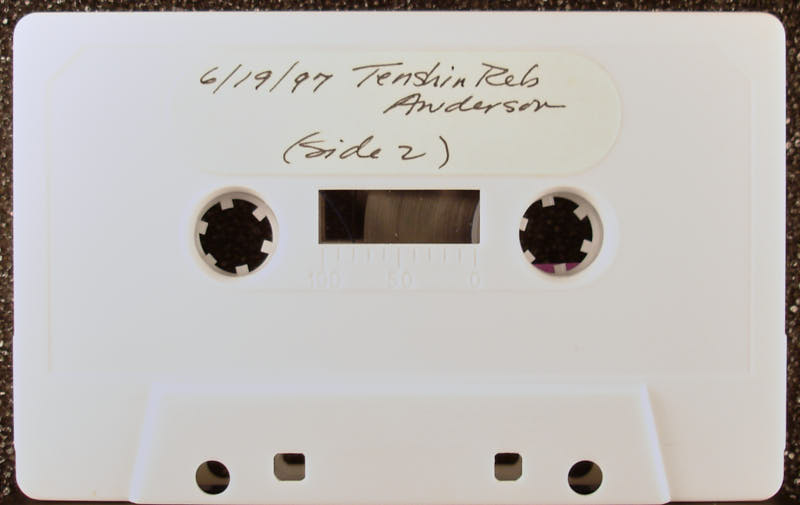 6/19/97 Tenshin Reb
Anderson
(Side 2)
100 50 0